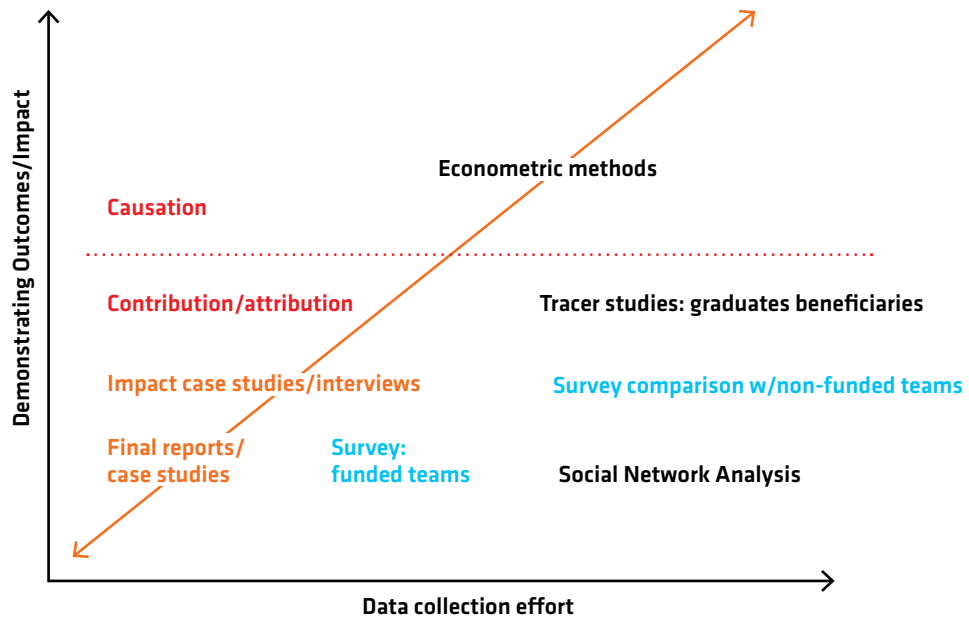 Demonstrating Outcomes/Impact
Econometric methods
Causation
Contribution/attribution
Tracer studies: graduates beneficiaries
Impact case studies/interviews
Survey comparison w/non-funded teams
Final reports/
case studies
Survey:
funded teams
Social Network Analysis
Data collection effort